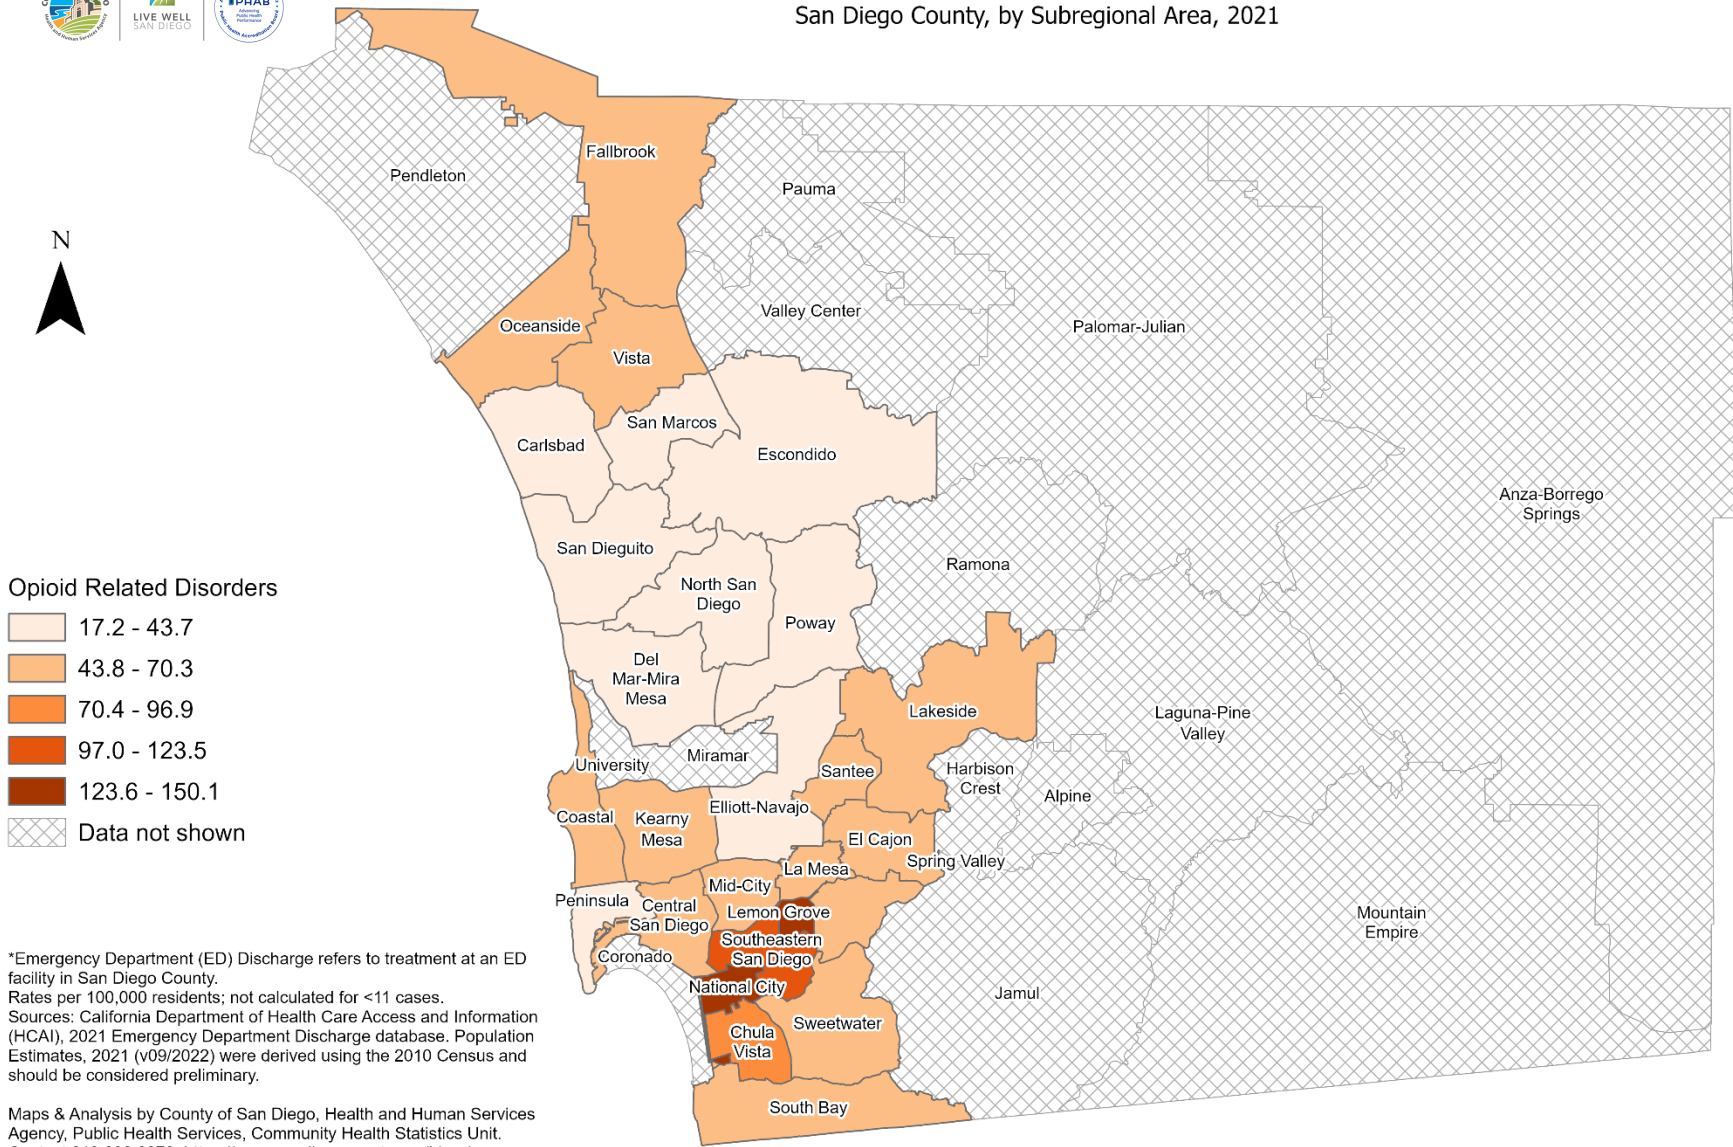 PHAB
Advancing
Public Health
Performance
LIVE WELL
SAN DIEGO
San Diego County, by Subregional Area, 2021
N
Fallbrook
Pendleton
Pauma
Valley Center
Oceanside
Palomar-Julian
Vista
San Marcos
Carlsbad
Escondido
Anza-Borrego
Springs
San Dieguito
Ramona
North San
Diego
Poway
Del
Mar-Mira
Mesa
Lakeside
Laguna-Pine
Valley
Miramar
University
Santee
Harbison
Crest
Alpine
Elliott-Navajo
Coastal
Kearny
Mesa
El Cajon
Spring Valley
La Mesa
Mid-City
Peninsula
Central
San Diego
Lemon Grove
Mountain
Empire
Southeastern
San Diego
Coronado
National City
Jamul
Sweetwater
Chula
Vista
South Bay
Opioid Related Disorders
17.2 - 43.7
43.8 - 70.3
70.4 - 96.9
97.0 - 123.5
123.6 - 150.1
Data not shown
*Emergency Department (ED) Discharge refers to treatment at an ED
facility in San Diego County.
Rates per 100,000 residents; not calculated for <11 cases.
Sources: California Department of Health Care Access and Information
(HCAI), 2021 Emergency Department Discharge database. Population
Estimates, 2021 (v09/2022) were derived using the 2010 Census and
should be considered preliminary.
Maps & Analysis by County of San Diego, Health and Human Services
Agency, Public Health Services, Community Health Statistics Unit.